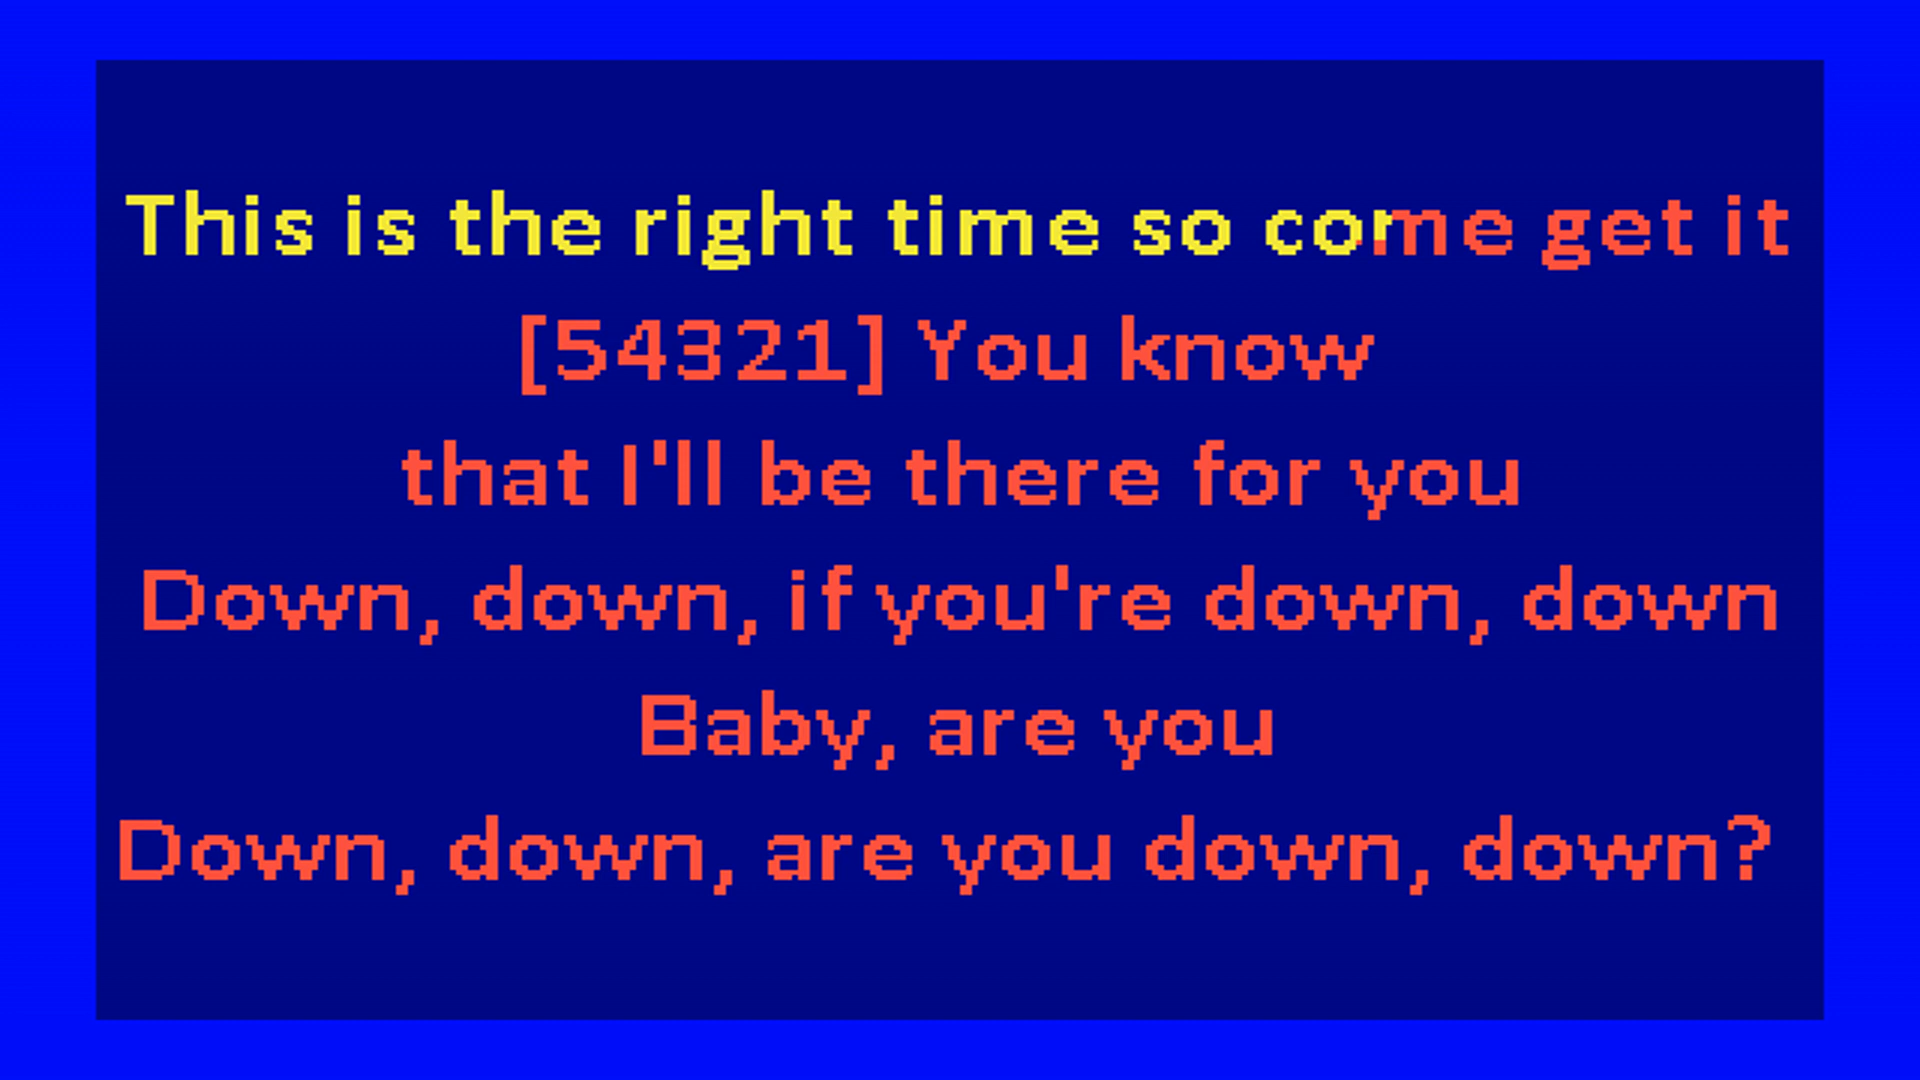 This is the right time so come get it
[54321] You know
that I'll be there for you
Down, down, if you're down, down
Baby, are you
Down, down, are you down, down?